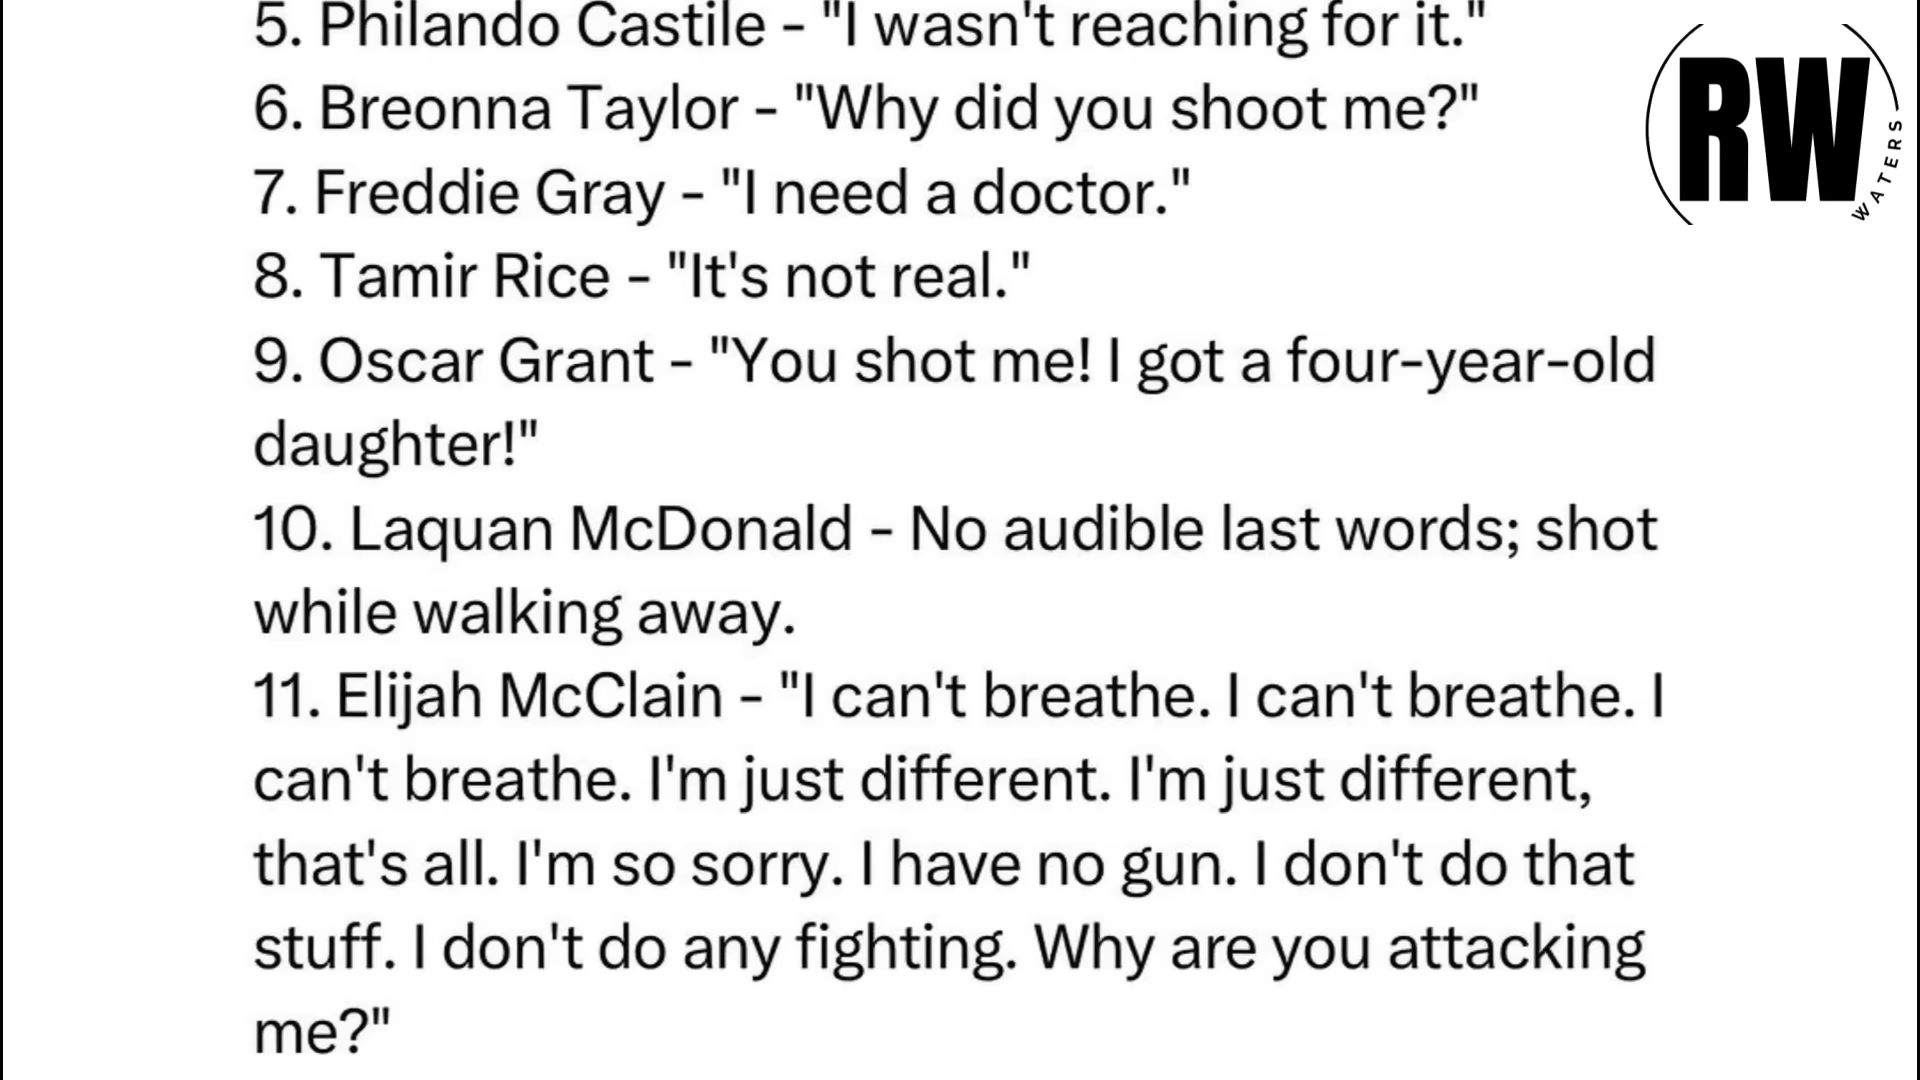 5. Philando Castile - "I wasn't reaching for it."
6. Breonna Taylor - "Why did you shoot me?"
7. Freddie Gray - "I need a doctor."
8. Tamir Rice - "It's not real."
9. Oscar Grant - "You shot me! I got a four-year-old
daughter!"
10. Laquan McDonald - No audible last words; shot
while walking away.
11. Elijah McClain - "I can't breathe. I can't breathe. I
can't breathe. I'm just different. I'm just different,
that's all. I'm so sorry. I have no gun. I don't do that
stuff. I don't do any fighting. Why are you attacking
me?"
RW
WATERS